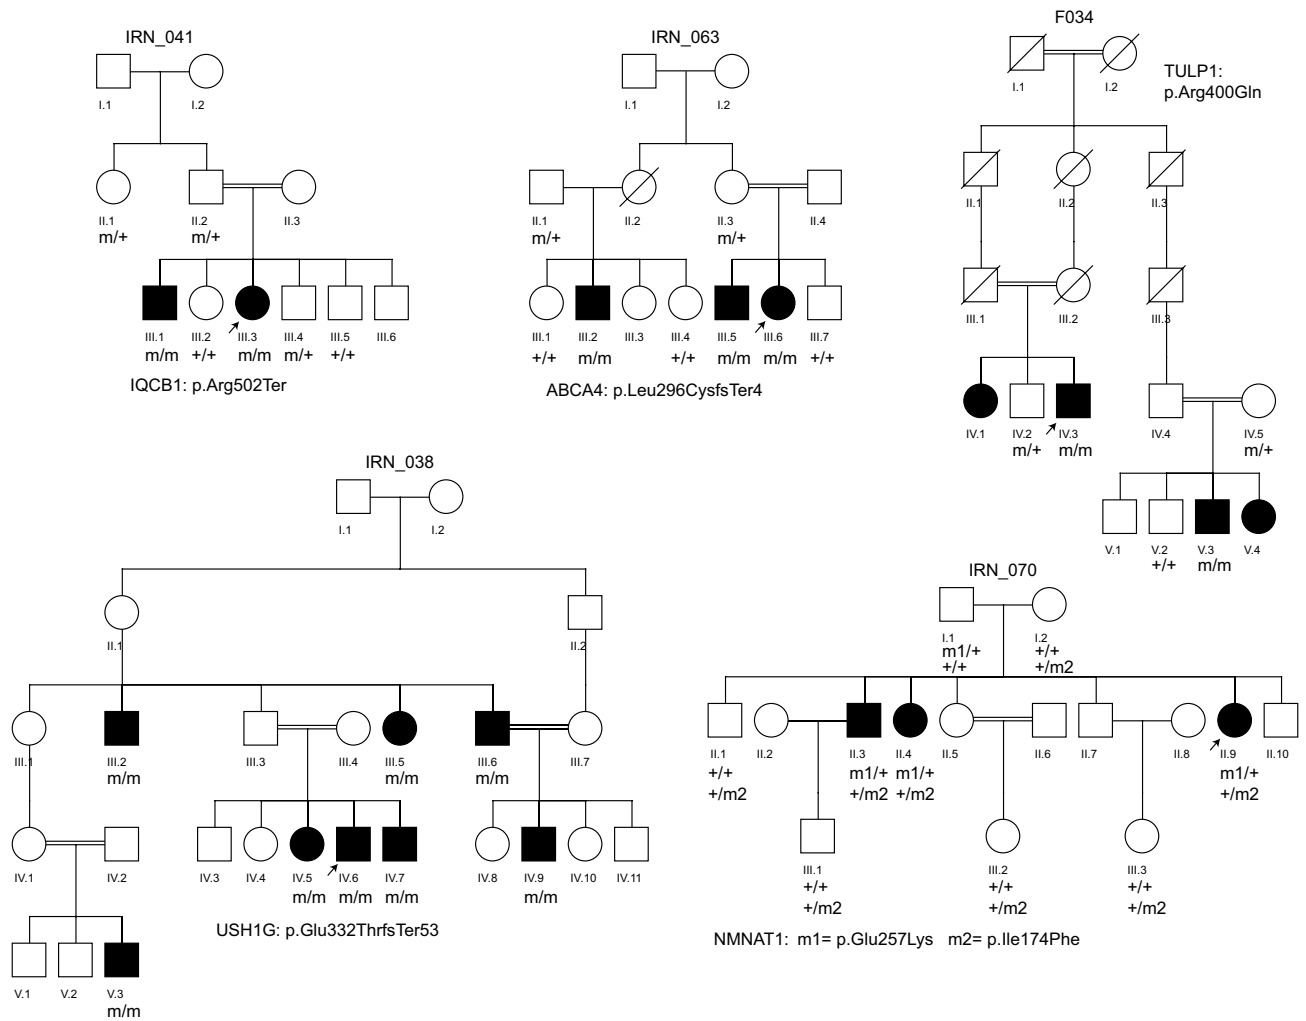 IRN_041
I.1 I.2
II.1 II.2 II.3
m/+ m/+
III.1 III.2 III.3 III.4 III.5 III.6
m/m +/+ m/m m/+ +/+
IQCB1: p.Arg502Ter
IRN_063
I.1 I.2
II.1 II.2 II.3 II.4
m/+ m/+
III.1 III.2 III.3 III.4 III.5 III.6 III.7
+/+ m/m +/+ m/m m/m +/+
ABCA4: p.Leu296CysfsTer4
F034
TULP1:
p.Arg400Gln
I.1 I.2
II.1 II.2 II.3
III.1 III.2 III.3
IV.1 IV.2 IV.3 IV.4 IV.5
m/+ m/m m/+
V.1 V.2 V.3 V.4
+/+ m/m
IRN_038
I.1 I.2
II.1 II.2
III.1 III.2 III.3 III.4 III.5 III.6 III.7
m/m m/m m/m
IV.1 IV.2 IV.3 IV.4 IV.5 IV.6 IV.7 IV.8 IV.9 IV.10 IV.11
m/m m/m m/m m/m
USH1G: p.Glu332ThrfsTer53
V.1 V.2 V.3
m/m
IRN_070
I.1 I.2
m1/+ +/+
+/+ +/m2
II.1 II.2 II.3 II.4 II.5 II.6 II.7 II.8 II.9 II.10
+/+ m1/+ m1/+ m1/+
+/m2 +/m2 +/m2 +/m2
III.1 III.2 III.3
+/+ +/+ +/+
+/m2 +/m2 +/m2
NMNAT1: m1= p.Glu257Lys m2= p.Ile174Phe